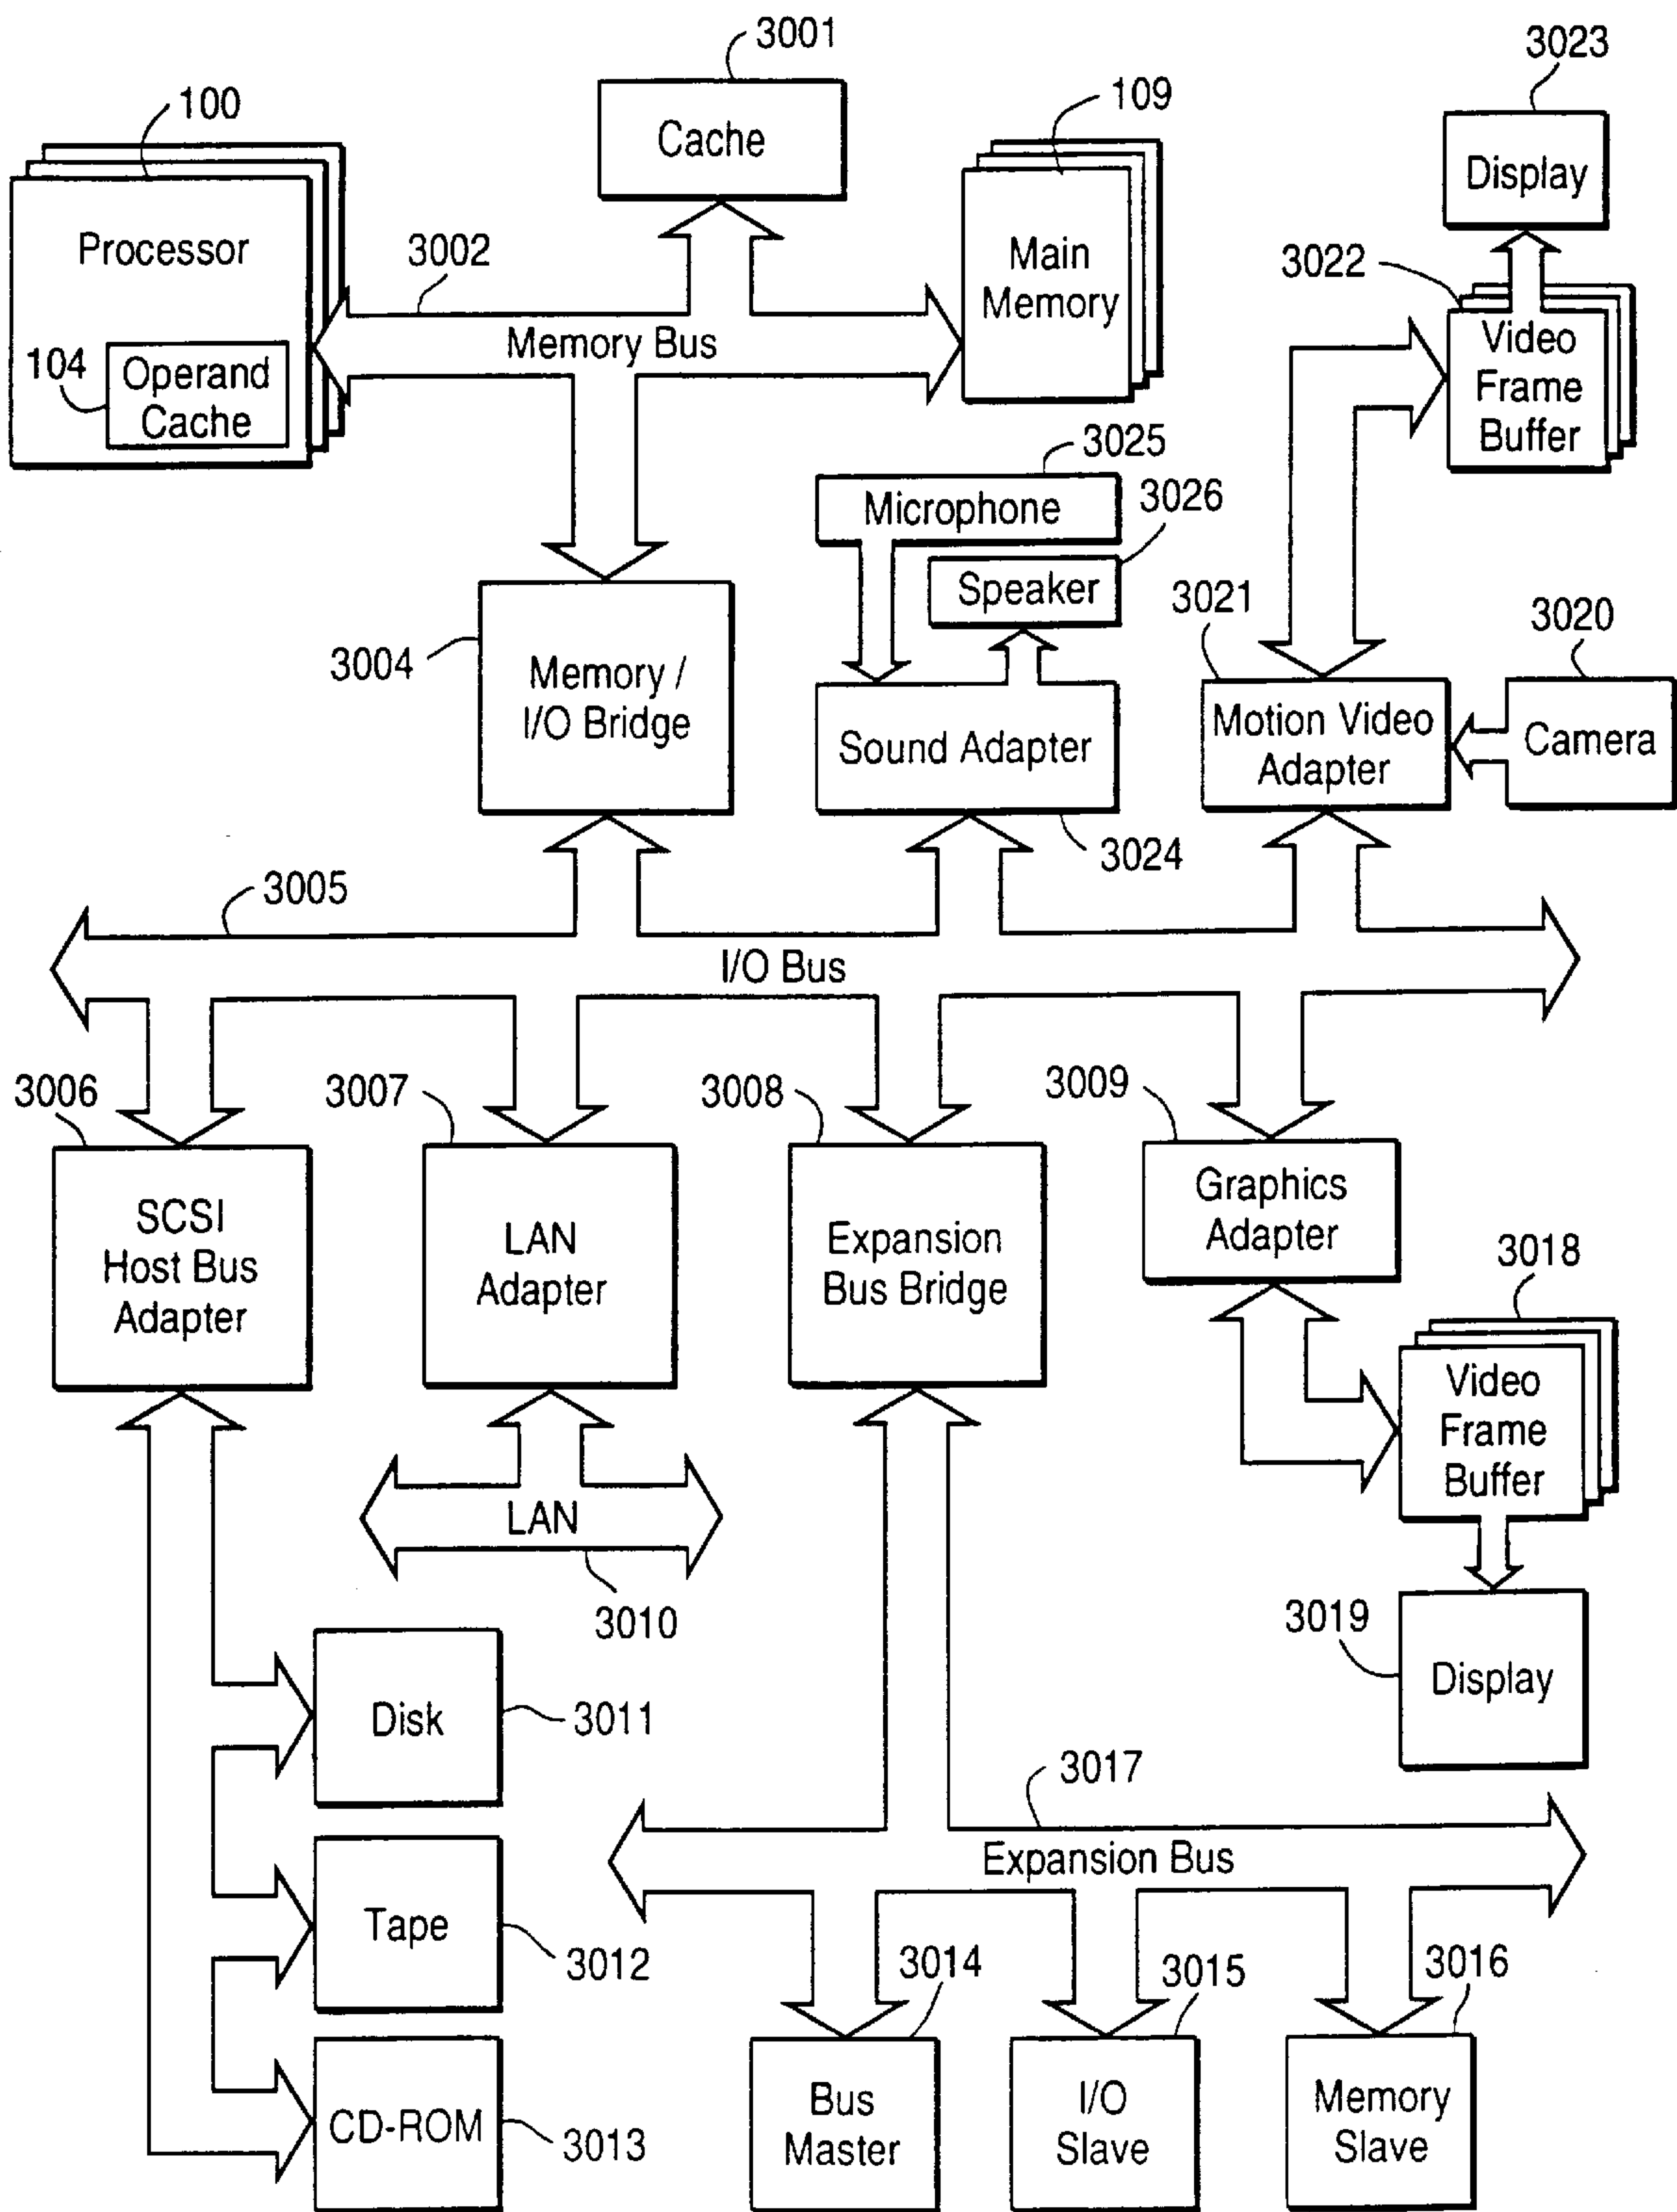 3001
3023
100
109
Cache
Display
Processor
3002
Main
Memory
3022
Memory Bus
Video
Frame
Buffer
104
Operand
Cache
3025
Microphone
3026
Speaker
3021
3020
3004
Memory /
I/O Bridge
Sound Adapter
Motion Video
Adapter
Camera
3024
3005
I/O Bus
3006
3007
3008
3009
SCSI
Host Bus
Adapter
LAN
Adapter
Expansion
Bus Bridge
Graphics
Adapter
3018
Video
Frame
Buffer
LAN
3010
3019
Display
Disk
3011
3017
Expansion Bus
Tape
3012
3014
3015
3016
CD-ROM
3013
Bus
Master
I/O
Slave
Memory
Slave